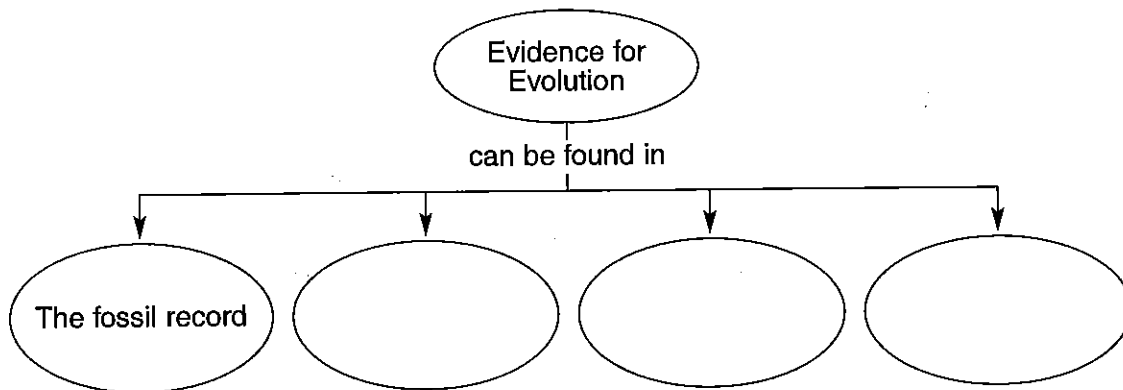 Evidence for
Evolution
can be found in
The fossil record